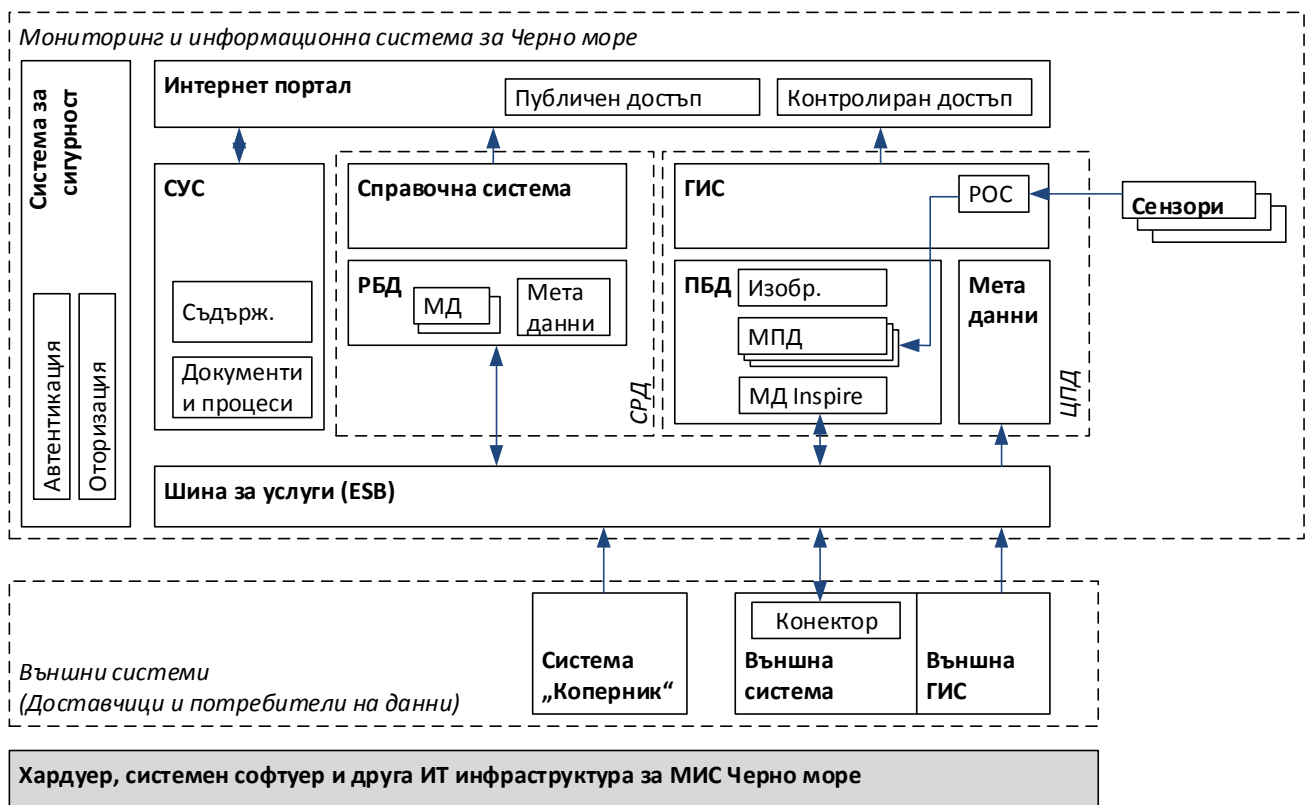 Мониторинг и информационна система за Черно море
Система за
сигурност
Автентикация
Оторизация
Интернет портал
Публичен достъп
Контролиран достъп
СУС
Съдърж.
Документи
и процеси
Справочна система
РБД
МД
Мета
данни
СРД
ГИС
РОС
Сензори
ПБД
Изобр.
МПД
МД Inspire
Мета
данни
ЦПД
Шина за услуги (ESB)
Външни системи
(Доставчици и потребители на данни)
Система
„Коперник“
Конектор
Външна
система
Външна
ГИС
Хардуер, системен софтуер и друга ИТ инфраструктура за МИС Черно море